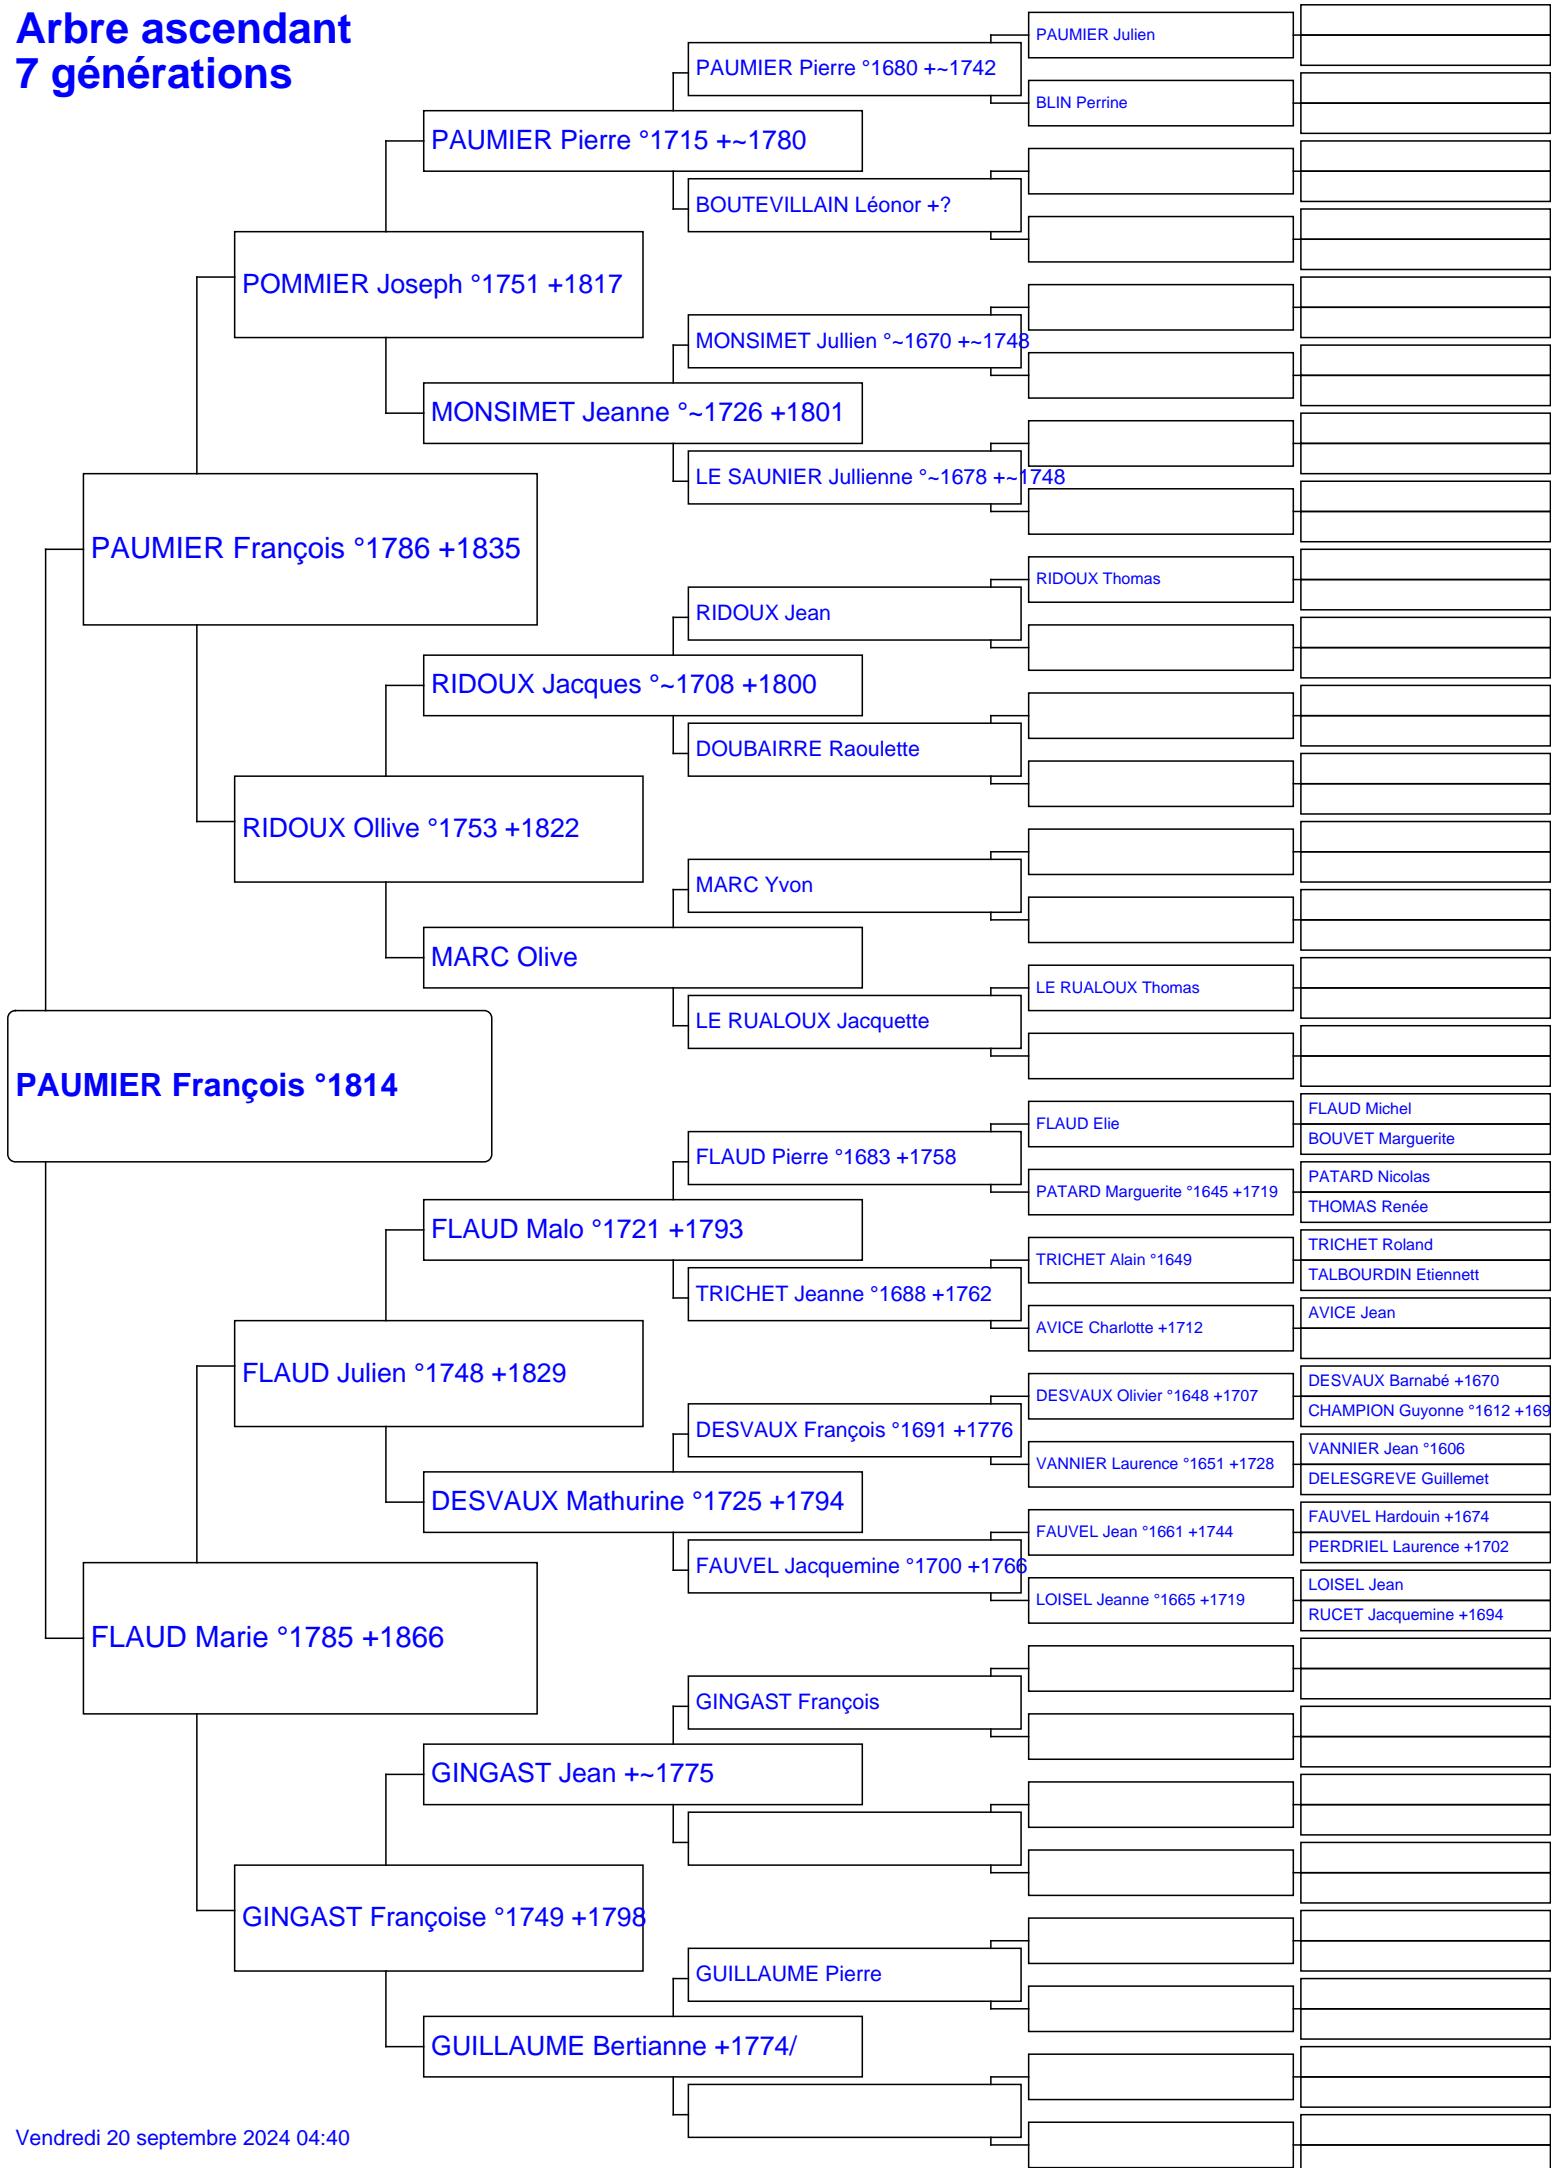 Arbre ascendant
7 générations
PAUMIER François °1814
PAUMIER François °1786 +1835
FLAUD Marie °1785 +1866
POMMIER Joseph °1751 +1817
RIDOUX Ollive °1753 +1822
FLAUD Julien °1748 +1829
GINGAST Françoise °1749 +1798
PAUMIER Pierre °1715 +~1780
MONSIMET Jeanne °~1726 +1801
RIDOUX Jacques °~1708 +1800
MARC Olive
FLAUD Malo °1721 +1793
DESVAUX Mathurine °1725 +1794
GINGAST Jean +~1775
GUILLAUME Bertianne +1774/
PAUMIER Pierre °1680 +~1742
BOUTEVILLAIN Léonor +?
MONSIMET Jullien °~1670 +~1748
LE SAUNIER Jullienne °~1678 +~1748
RIDOUX Jean
DOUBAIRRE Raoulette
MARC Yvon
LE RUALOUX Jacquette
FLAUD Pierre °1683 +1758
TRICHET Jeanne °1688 +1762
DESVAUX François °1691 +1776
FAUVEL Jacquemine °1700 +1766
GINGAST François
GUILLAUME Pierre
PAUMIER Julien
BLIN Perrine
RIDOUX Thomas
LE RUALOUX Thomas
FLAUD Elie
PATARD Marguerite °1645 +1719
TRICHET Alain °1649
AVICE Charlotte +1712
DESVAUX Olivier °1648 +1707
VANNIER Laurence °1651 +1728
FAUVEL Jean °1661 +1744
LOISEL Jeanne °1665 +1719
FLAUD Michel
BOUVET Marguerite
PATARD Nicolas
THOMAS Renée
TRICHET Roland
TALBOURDIN Etiennett
AVICE Jean
DESVAUX Barnabé +1670
CHAMPION Guyonne °1612 +169
VANNIER Jean °1606
DELESGREVE Guillemet
FAUVEL Hardouin +1674
PERDRIEL Laurence +1702
LOISEL Jean
RUCET Jacquemine +1694
Vendredi 20 septembre 2024 04:40